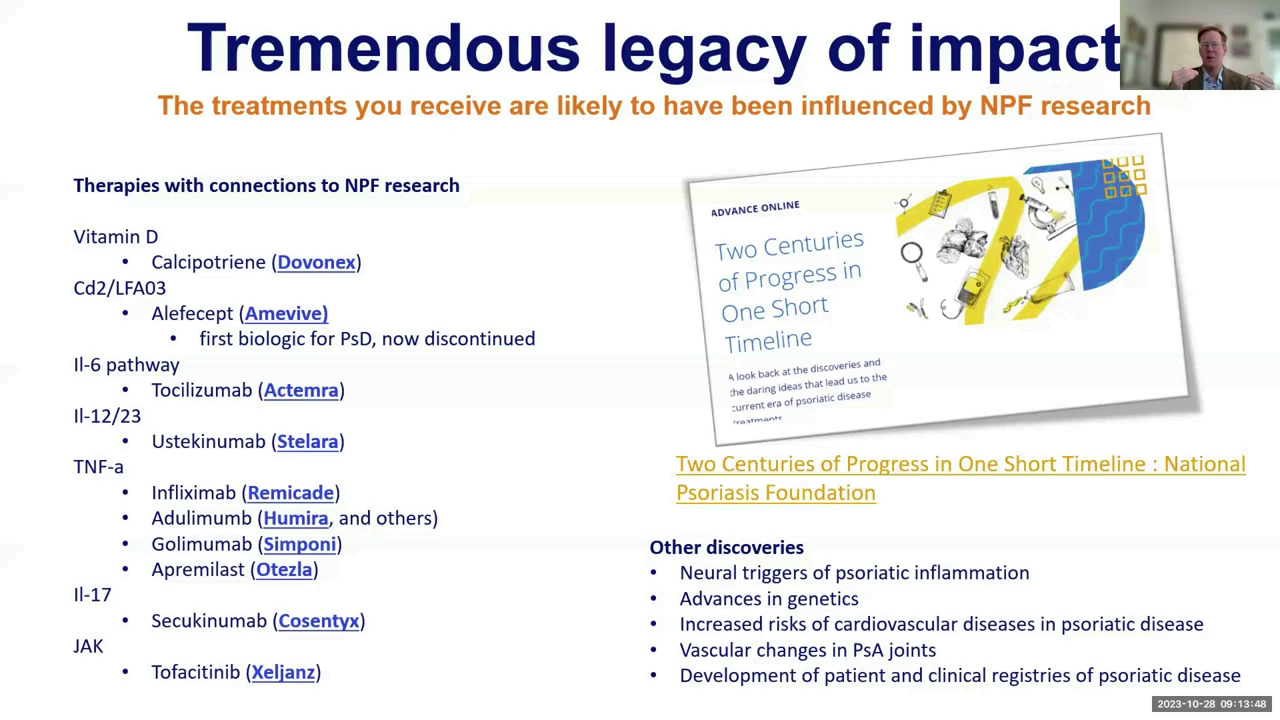 Tremendous legacy of impact
The treatments you receive are likely to have been influenced by NPF research
Therapies with connections to NPF research
Vitamin D
• Calcipotriene (Dovonex)
Cd2/LFA03
• Alefecept (Amevive)
• first biologic for PsD, now discontinued
Il-6 pathway
• Tocilizumab (Actemra)
Il-12/23
• Ustekinumab (Stelara)
TNF-a
• Infliximab (Remicade)
• Adulimumb (Humira, and others)
• Golimumab (Simponi)
• Apremilast (Otezla)
Il-17
• Secukinumab (Cosentyx)
JAK
• Tofacitinib (Xeljanz)
ADVANCE ONLINE
Two Centuries
of Progress in
One Short
Timeline
A look back at the discoveries and
the daring ideas that lead us to the
current era of psoriatic disease
treatments
Two Centuries of Progress in One Short Timeline : National
Psoriasis Foundation
Other discoveries
• Neural triggers of psoriatic inflammation
• Advances in genetics
• Increased risks of cardiovascular diseases in psoriatic disease
• Vascular changes in PsA joints
• Development of patient and clinical registries of psoriatic disease
2023-10-28 09:13:48